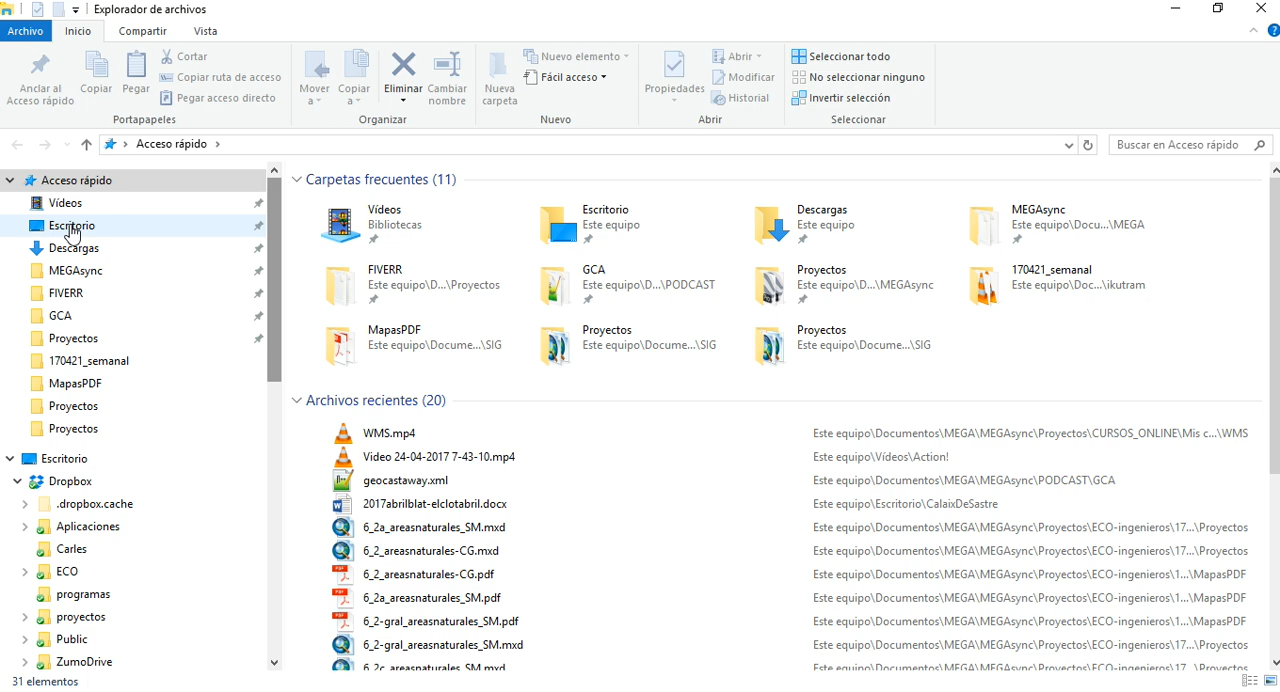 Explorador de archivos
Archivo Inicio Compartir Vista
Anclar al Acceso rápido
Copiar
Pegar
Cortar
Copiar ruta de acceso
Pegar acceso directo
Portapapeles
Mover a
Copiar a
Eliminar
Cambiar nombre
Organizar
Nueva carpeta
Nuevo elemento
Fácil acceso
Nuevo
Propiedades
Abrir
Modificar
Historial
Abrir
Seleccionar todo
No seleccionar ninguno
Invertir selección
Seleccionar
Acceso rápido
Buscar en Acceso rápido
Acceso rápido
Vídeos
Escritorio
Descargas
MEGAsync
FIVERR
GCA
Proyectos
170421_semanal
MapasPDF
Proyectos
Proyectos
Escritorio
Dropbox
.dropbox.cache
Aplicaciones
Carles
ECO
programas
proyectos
Public
ZumoDrive
Carpetas frecuentes (11)
Vídeos
Bibliotecas
Escritorio
Este equipo
Descargas
Este equipo
MEGAsync
Este equipo\Docu...\MEGA
FIVERR
Este equipo\D...\Proyectos
GCA
Este equipo\D...\PODCAST
Proyectos
Este equipo\D...\MEGAsync
170421_semanal
Este equipo\Doc...\ikutram
MapasPDF
Este equipo\Docume...\SIG
Proyectos
Este equipo\Docume...\SIG
Proyectos
Este equipo\Docume...\SIG
Archivos recientes (20)
WMS.mp4 Este equipo\Documentos\MEGA\MEGAsync\Proyectos\CURSOS_ONLINE\Mis c...\WMS
Video 24-04-2017 7-43-10.mp4 Este equipo\Vídeos\Action!
geocastaway.xml Este equipo\Documentos\MEGA\MEGAsync\PODCAST\GCA
2017abrilblat-elclotabril.docx Este equipo\Escritorio\CalaixDeSastre
6_2a_areasnaturales_SM.mxd Este equipo\Documentos\MEGA\MEGAsync\Proyectos\ECO-ingenieros\17...\Proyectos
6_2_areasnaturales-CG.mxd Este equipo\Documentos\MEGA\MEGAsync\Proyectos\ECO-ingenieros\17...\Proyectos
6_2_areasnaturales-CG.pdf Este equipo\Documentos\MEGA\MEGAsync\Proyectos\ECO-ingenieros\1...\MapasPDF
6_2a_areasnaturales_SM.pdf Este equipo\Documentos\MEGA\MEGAsync\Proyectos\ECO-ingenieros\1...\MapasPDF
6_2-gral_areasnaturales_SM.pdf Este equipo\Documentos\MEGA\MEGAsync\Proyectos\ECO-ingenieros\1...\MapasPDF
6_2-gral_areasnaturales_SM.mxd Este equipo\Documentos\MEGA\MEGAsync\Proyectos\ECO-ingenieros\17...\Proyectos
6_2c_areasnaturales_SM.mxd Este equipo\Documentos\MEGA\MEGAsync\Proyectos\ECO-ingenieros\17...\Proyectos
31 elementos